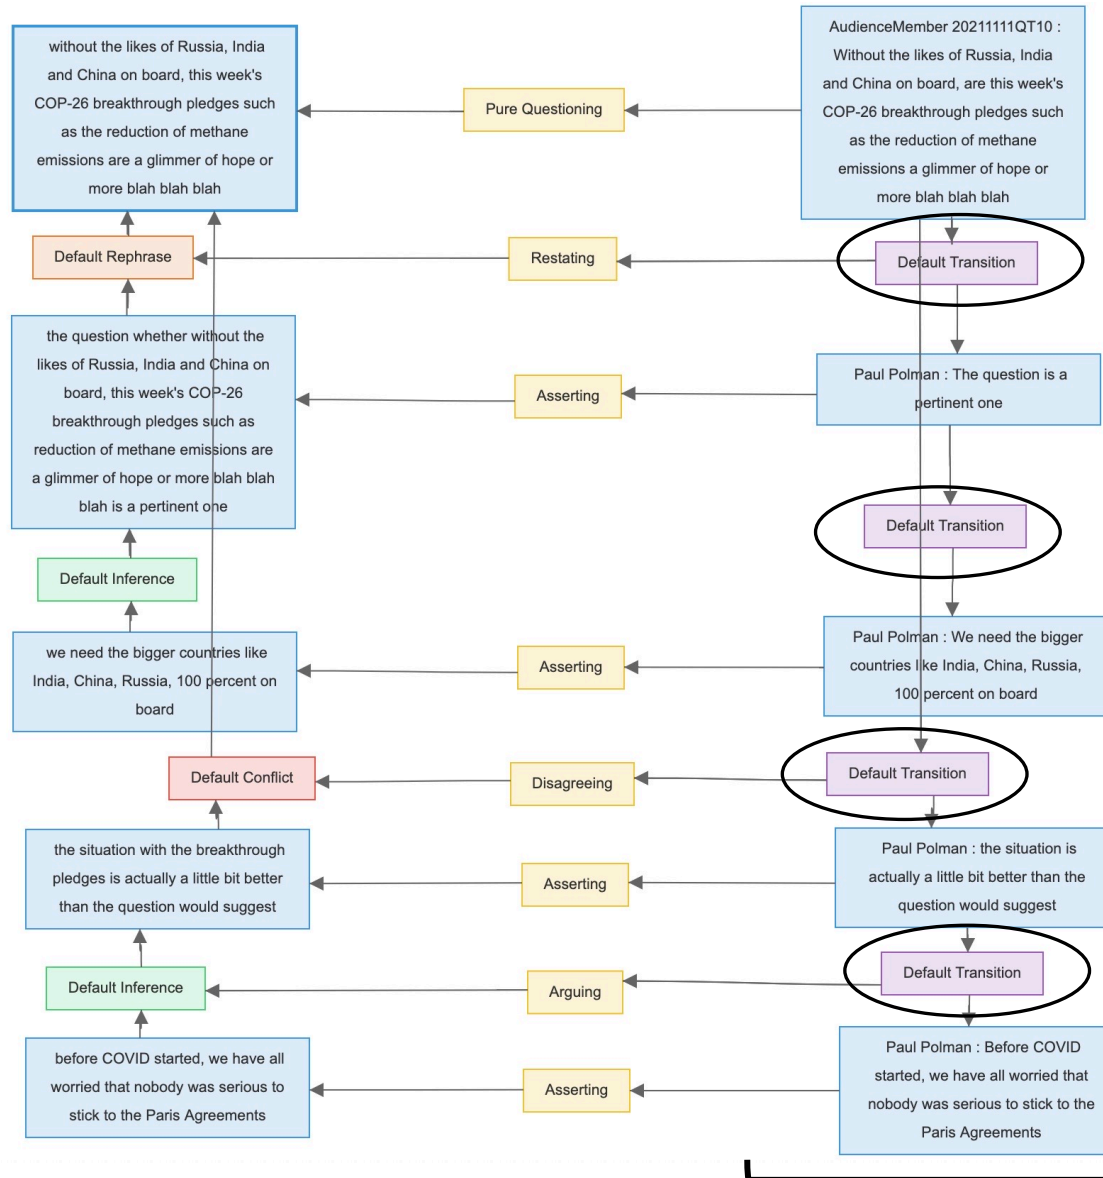 without the likes of Russia, India
and China on board, this week's
COP-26 breakthrough pledges such
as the reduction of methane
emissions are a glimmer of hope or
more blah blah blah
Pure Questioning
AudienceMember 20211111QT10 :
Without the likes of Russia, India
and China on board, are this week's
COP-26 breakthrough pledges such
as the reduction of methane
emissions a glimmer of hope or
more blah blah blah
Default Rephrase
Restating
Default Transition
the question whether without the
likes of Russia, India and China on
board, this week's COP-26
breakthrough pledges such as
reduction of methane emissions are
a glimmer of hope or more blah blah
blah is a pertinent one
Asserting
Paul Polman : The question is a
pertinent one
Default Transition
Default Inference
we need the bigger countries like
India, China, Russia, 100 percent on
board
Asserting
Paul Polman : We need the bigger
countries like India, China, Russia,
100 percent on board
Default Conflict
Disagreeing
Default Transition
the situation with the breakthrough
pledges is actually a little bit better
than the question would suggest
Asserting
Paul Polman : the situation is
actually a little bit better than the
question would suggest
Default Inference
Arguing
Default Transition
before COVID started, we have all
worried that nobody was serious to
stick to the Paris Agreements
Asserting
Paul Polman : Before COVID
started, we have all worried that
nobody was serious to stick to the
Paris Agreements